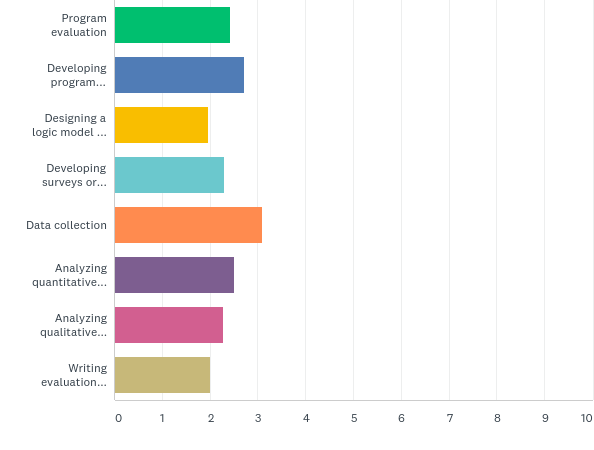 Program
evaluation
Developing
program...
Designing a
logic model ...
Developing
surveys or...
Data collection
Analyzing
quantitative...
Analyzing
qualitative...
Writing
evaluation...
0 1 2 3 4 5 6 7 8 9 10